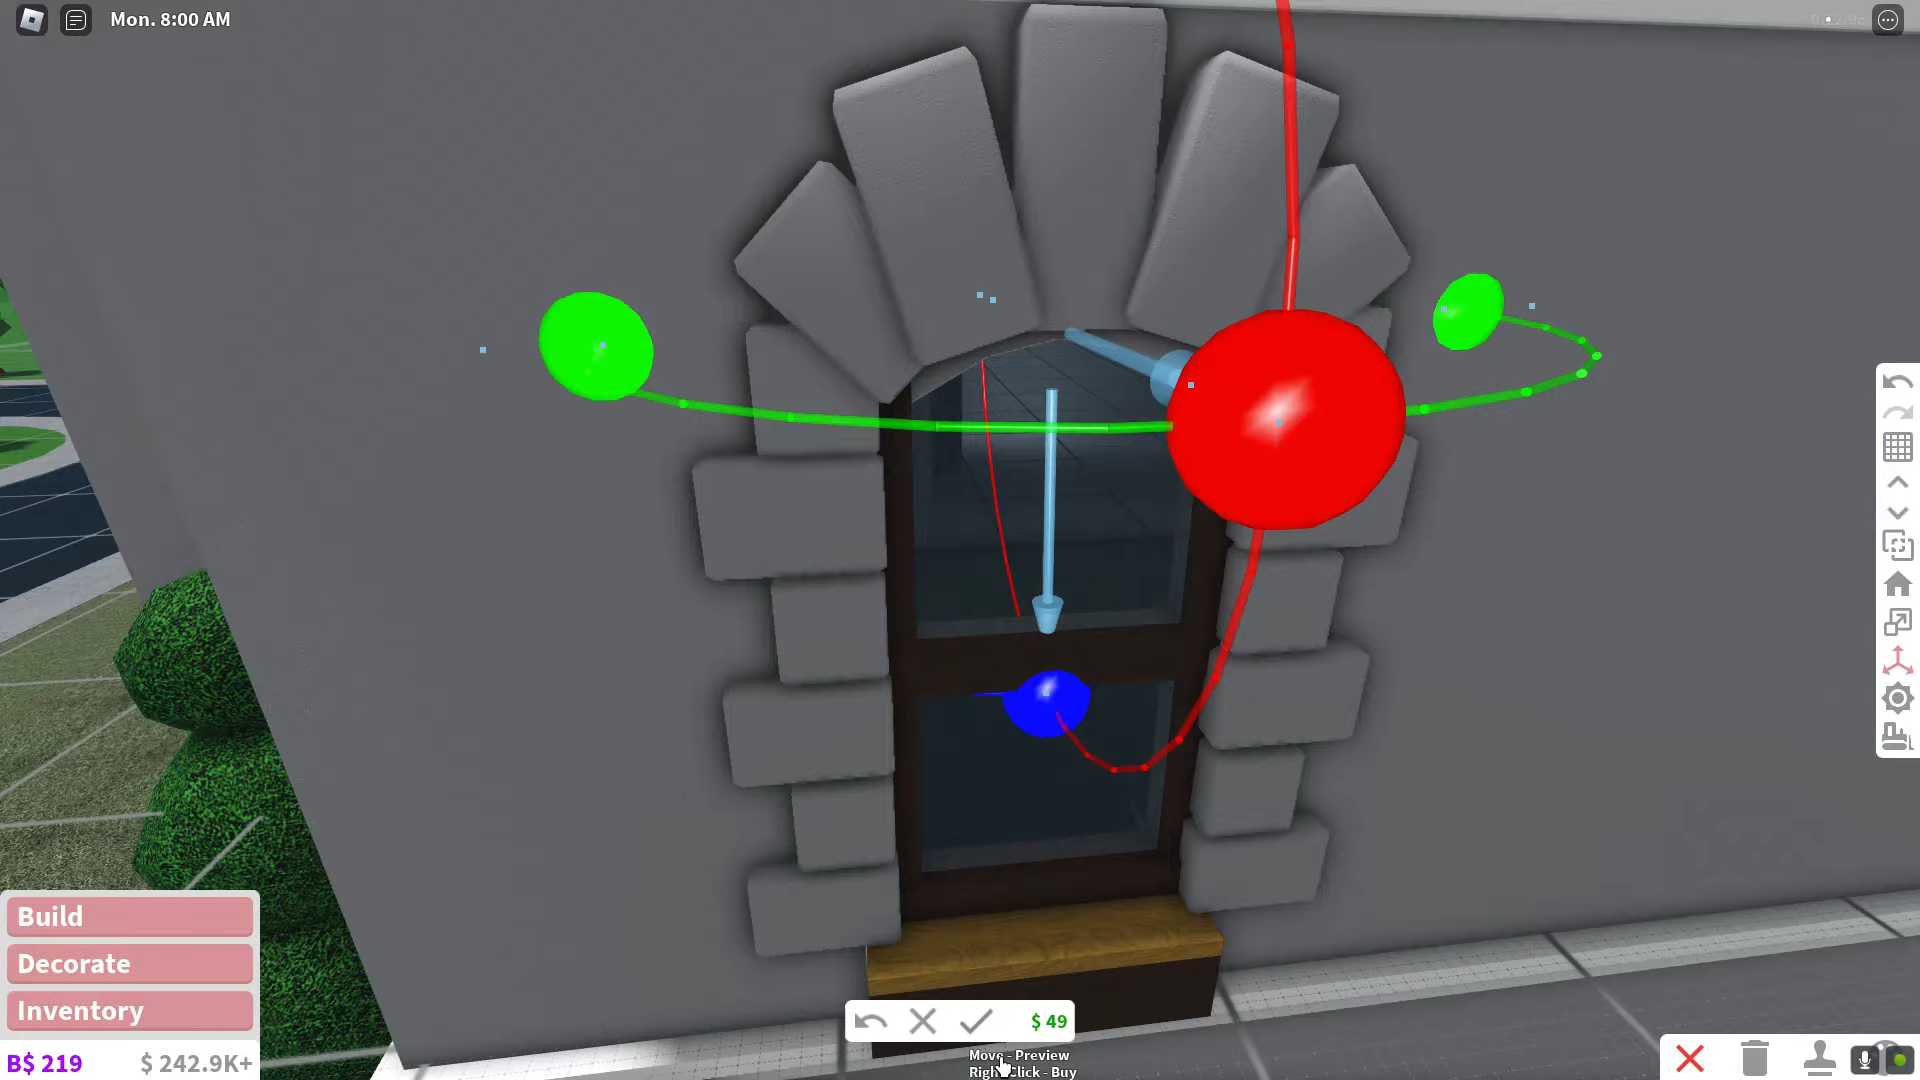 Mon. 8:00 AM
Build
Decorate
Inventory
B$ 219
$ 242.9K+
$ 49
Move - Preview
Click - Buy